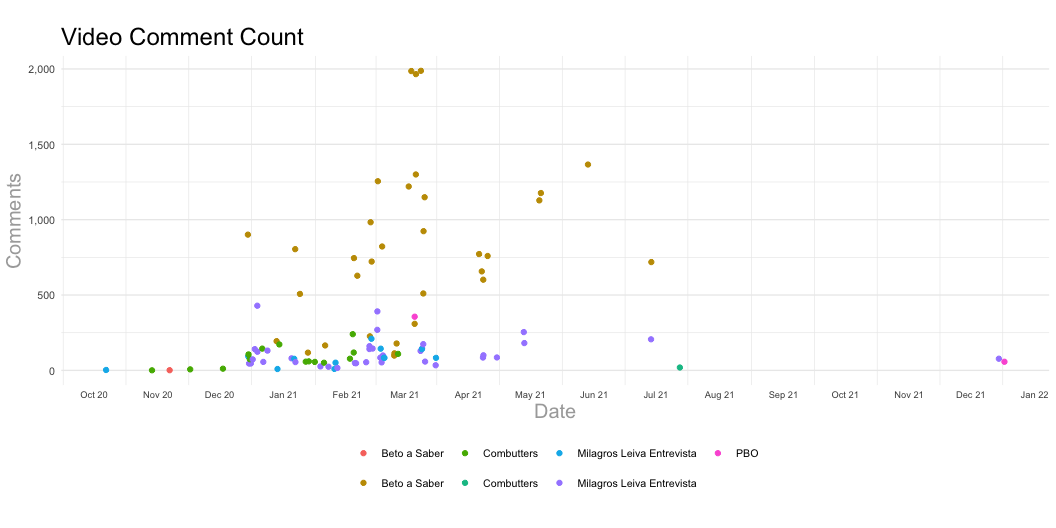 Video Comment Count
2,000
1,500
1,000
500
0
Comments
Oct 20 Nov 20 Dec 20 Jan 21 Feb 21 Mar 21 Apr 21 May 21 Jun 21 Jul 21 Aug 21 Sep 21 Oct 21 Nov 21 Dec 21 Jan 22
Date
Beto a Saber Combutters Milagros Leiva Entrevista PBO
Beto a Saber Combutters Milagros Leiva Entrevista